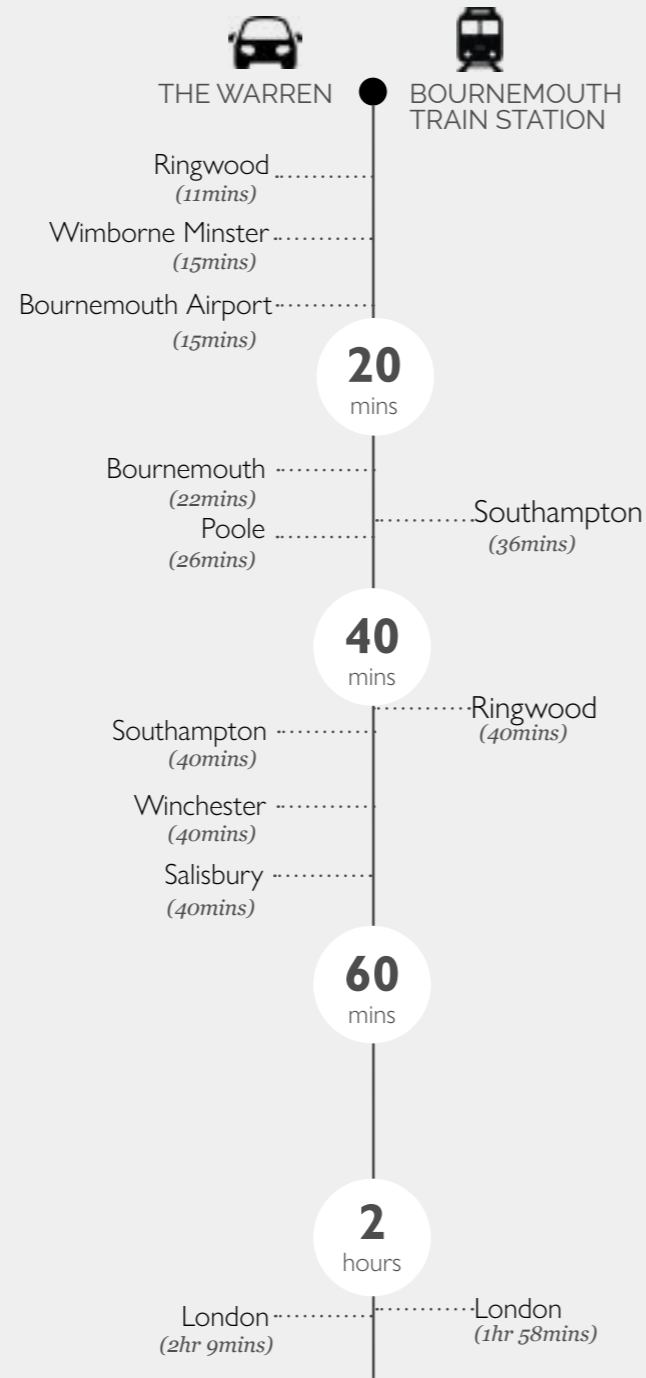 THE WARREN
BOURNEMOUTH
TRAIN STATION
Ringwood
(11mins)
Wimborne Minster
(15mins)
Bournemouth Airport
(15mins)
20
mins
Bournemouth
(22mins)
Southampton
(36mins)
Poole
(26mins)
40
mins
Ringwood
(40mins)
Southampton
(40mins)
Winchester
(40mins)
Salisbury
(40mins)
60
mins
2
hours
London
(2hr 9mins)
London
(1hr 58mins)